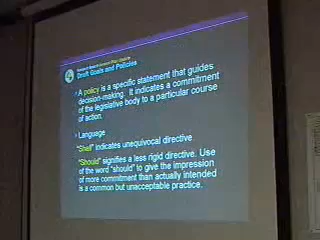 Draft Goals and Policies
A policy is a specific statement that guides
decision-making. It indicates a commitment
of the legislative body to a particular course
of action.
Language
"Shall" indicates unequivocal directive
"Should" signifies a less rigid directive. Use
of the word "should" to give the impression
of more commitment than actually intended
is a common but unacceptable practice.